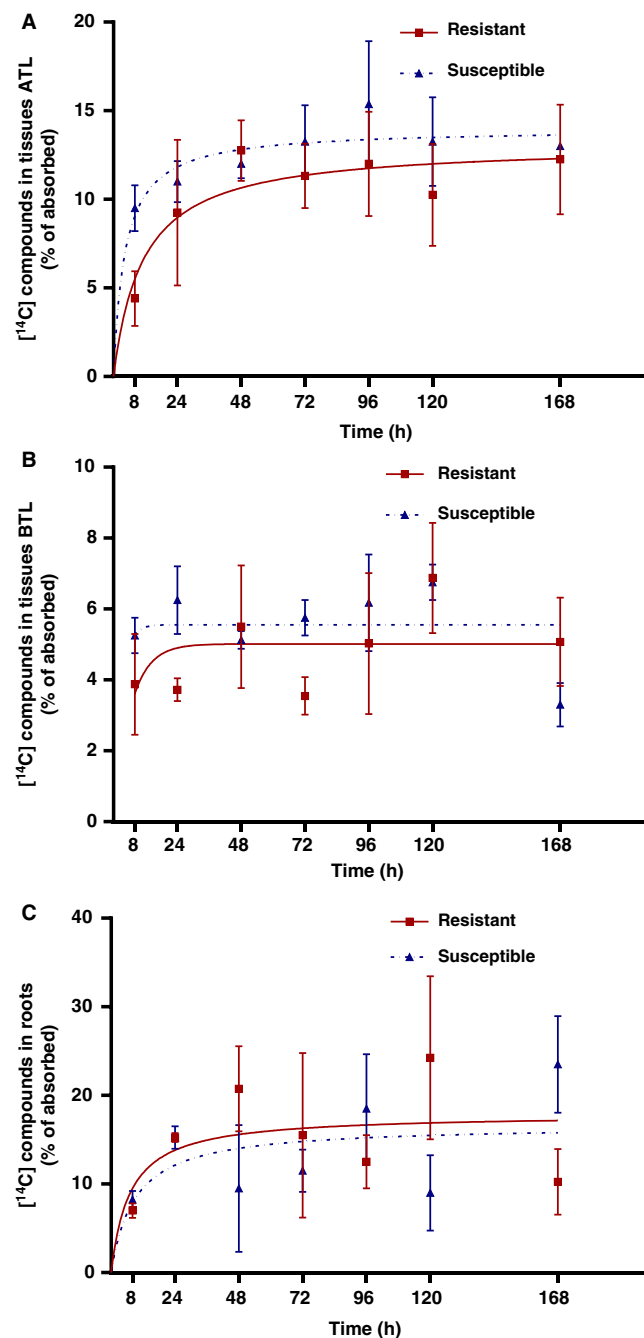 A
20
15
10
5
0
[¹⁴C] compounds in tissues ATL
(% of absorbed)
Resistant
Susceptible
8 24 48 72 96 120 168
Time (h)
B
10
8
6
4
2
0
[¹⁴C] compounds in tissues BTL
(% of absorbed)
Resistant
Susceptible
8 24 48 72 96 120 168
Time (h)
C
40
30
20
10
0
[¹⁴C] compounds in roots
(% of absorbed)
Resistant
Susceptible
8 24 48 72 96 120 168
Time (h)